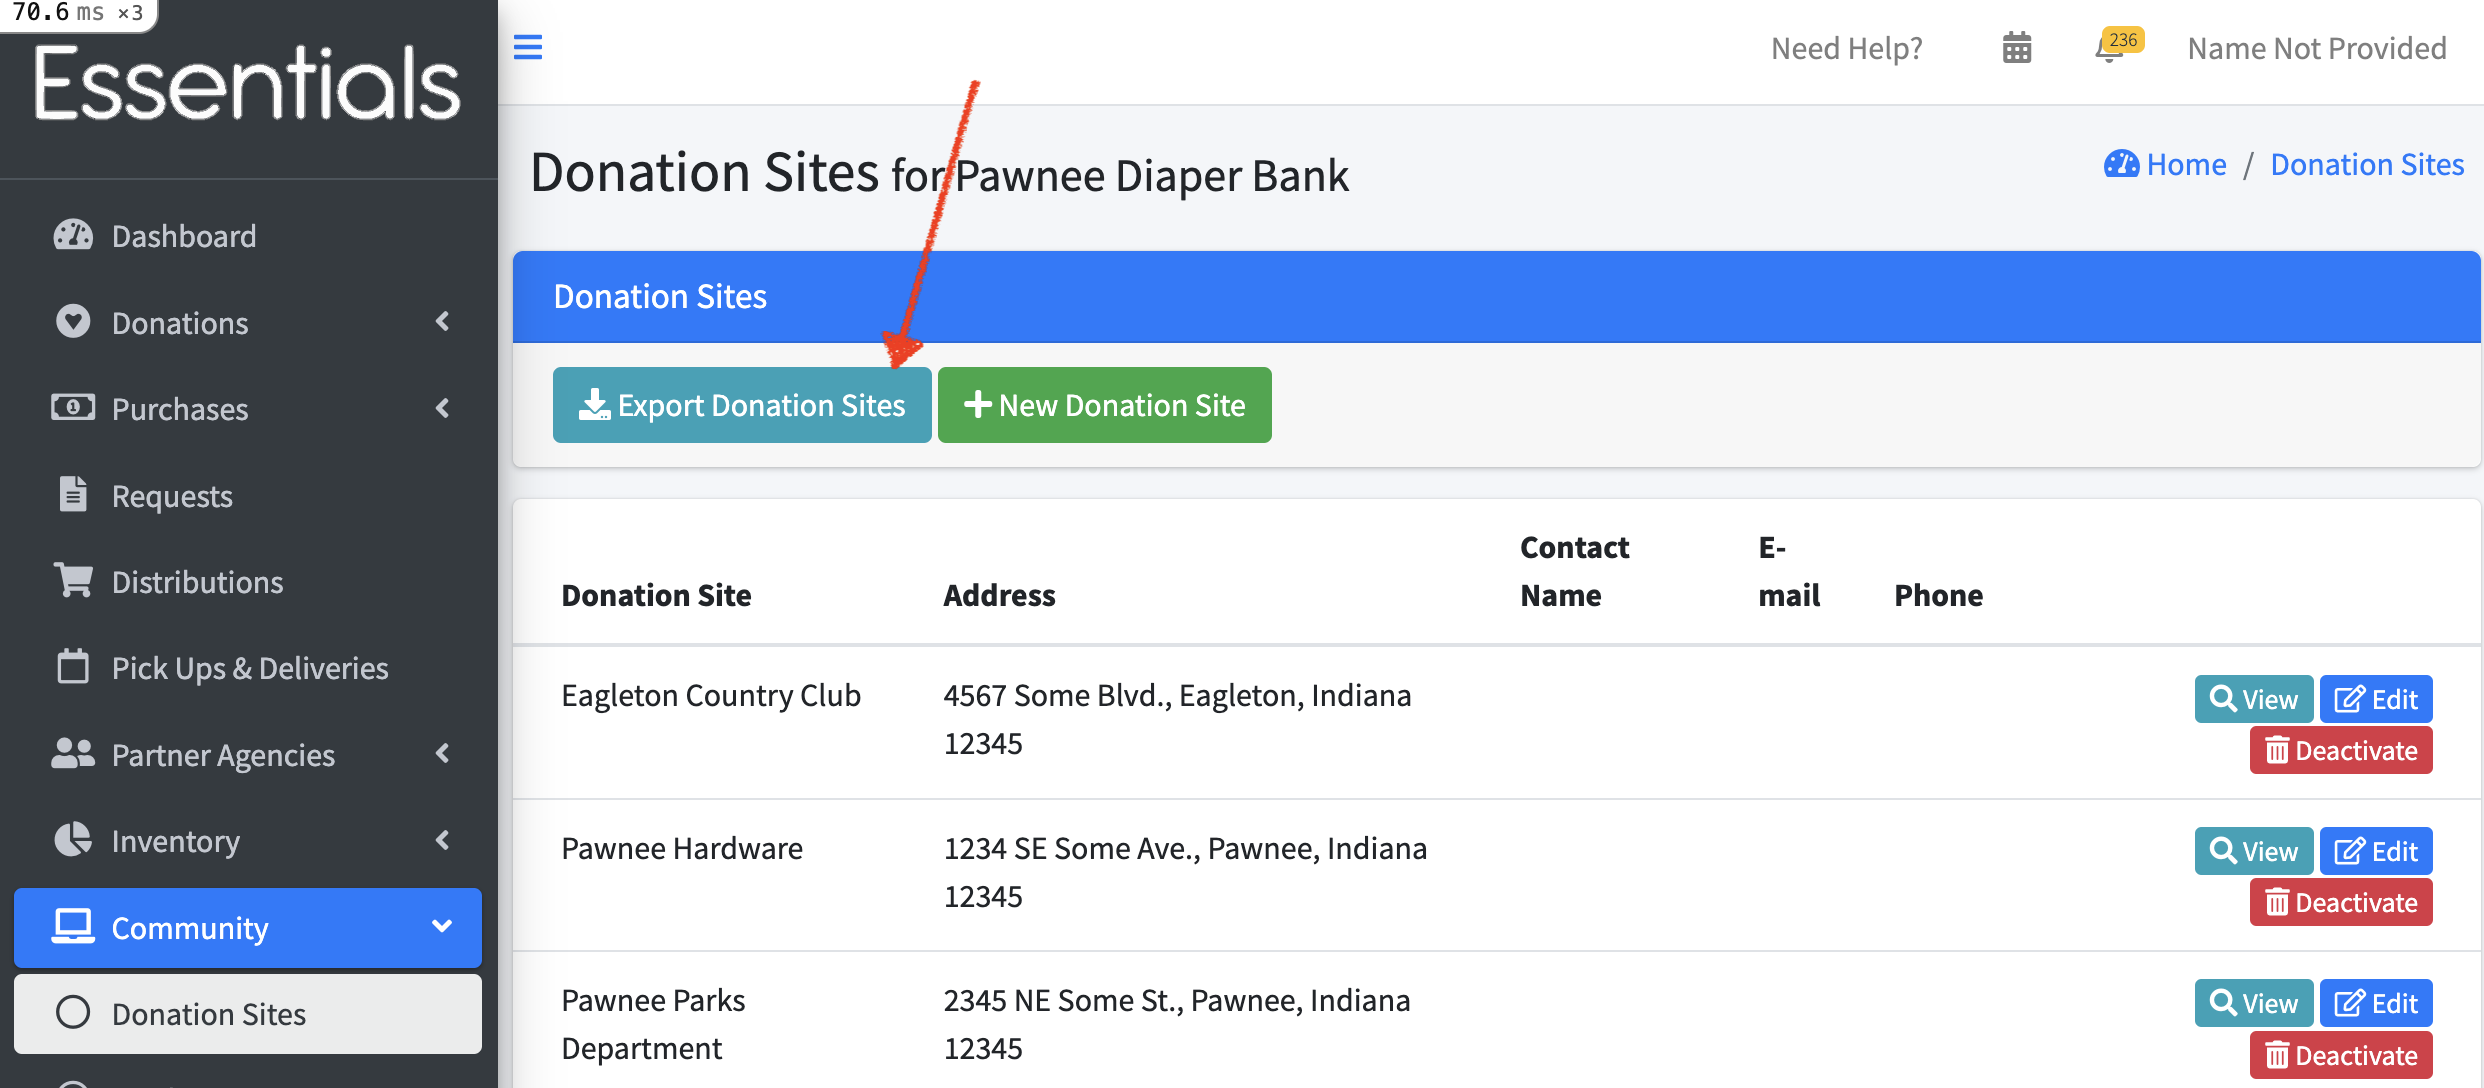 70.6 ms ×3
Essentials
Need Help?
236
Name Not Provided
Donation Sites for Pawnee Diaper Bank
Home / Donation Sites
Dashboard
Donations
Purchases
Requests
Distributions
Pick Ups & Deliveries
Partner Agencies
Inventory
Community
Donation Sites
Donation Sites
Export Donation Sites
New Donation Site
Donation Site Address Contact Name E-mail Phone
Eagleton Country Club 4567 Some Blvd., Eagleton, Indiana
12345
View Edit
Deactivate
Pawnee Hardware 1234 SE Some Ave., Pawnee, Indiana
12345
View Edit
Deactivate
Pawnee Parks
Department
2345 NE Some St., Pawnee, Indiana
12345
View Edit
Deactivate